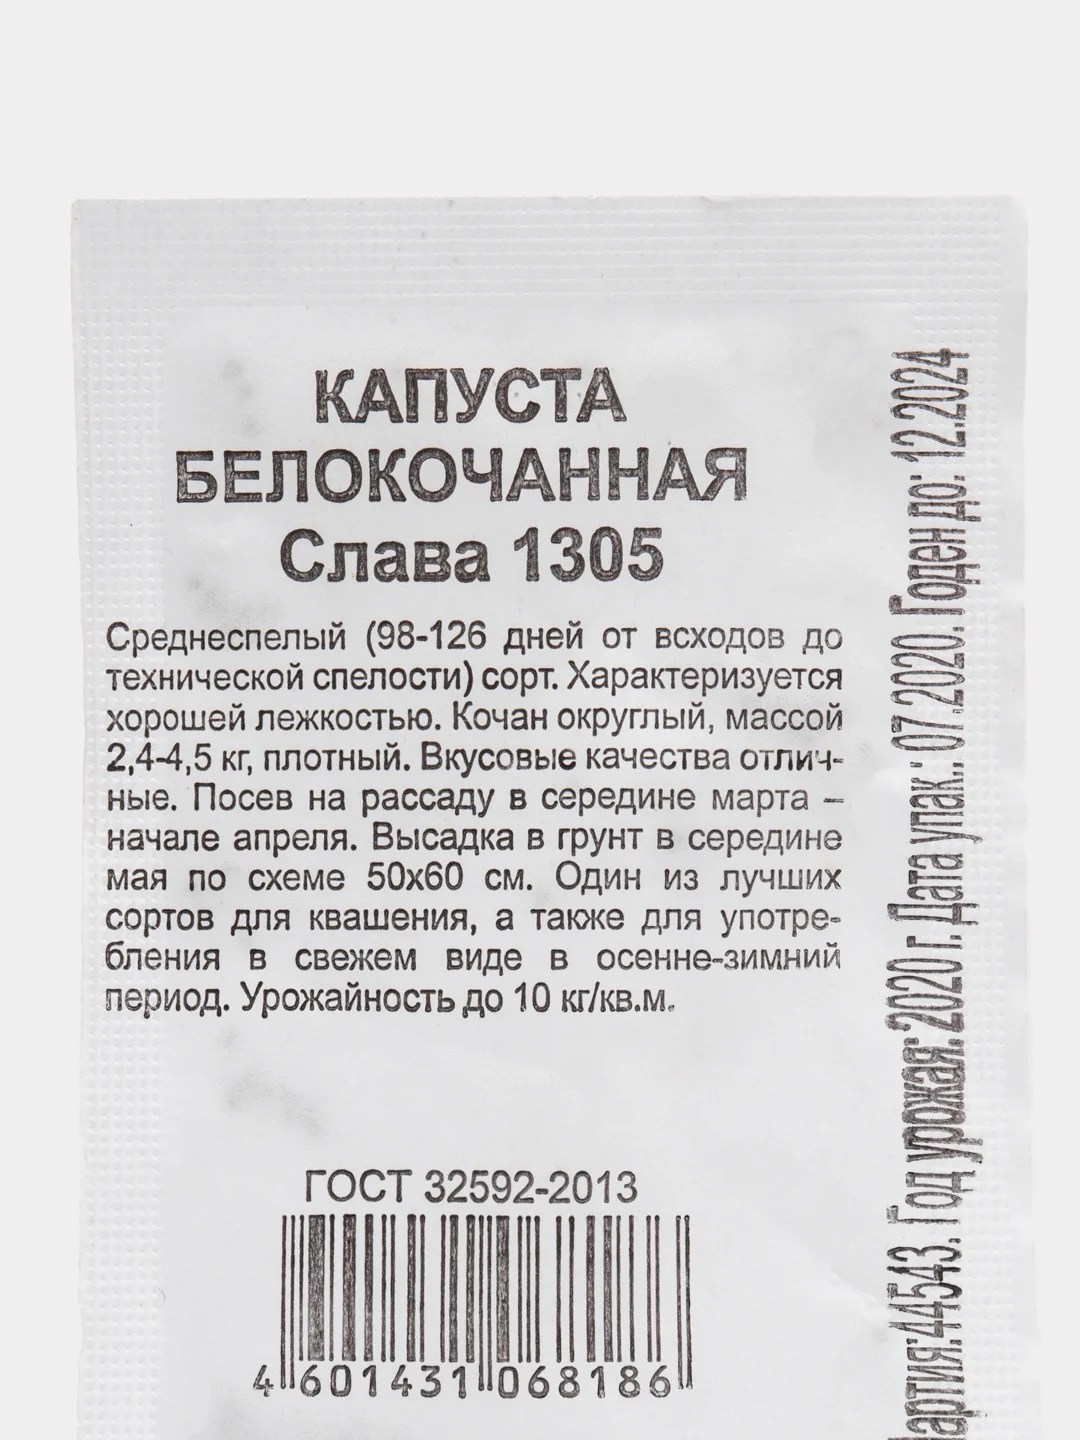 КАПУСТА
БЕЛОКОЧАННАЯ
Слава 1305
Среднеспелый (98-126 дней от всходов до
технической спелости) сорт. Характеризуется
хорошей лежкостью. Кочан округлый, массой
2,4-4,5 кг, плотный. Вкусовые качества отлич-
ные. Посев на рассаду в середине марта –
начале апреля. Высадка в грунт в середине
мая по схеме 50х60 см. Один из лучших
сортов для квашения, а также для употре-
бления в свежем виде в осенне-зимний
период. Урожайность до 10 кг/кв.м.
ГОСТ 32592-2013
4 601431 068186
артия:44543. Год урожая: 2020 г. Дата упак.: 07.2020. Годен до: 12.2024